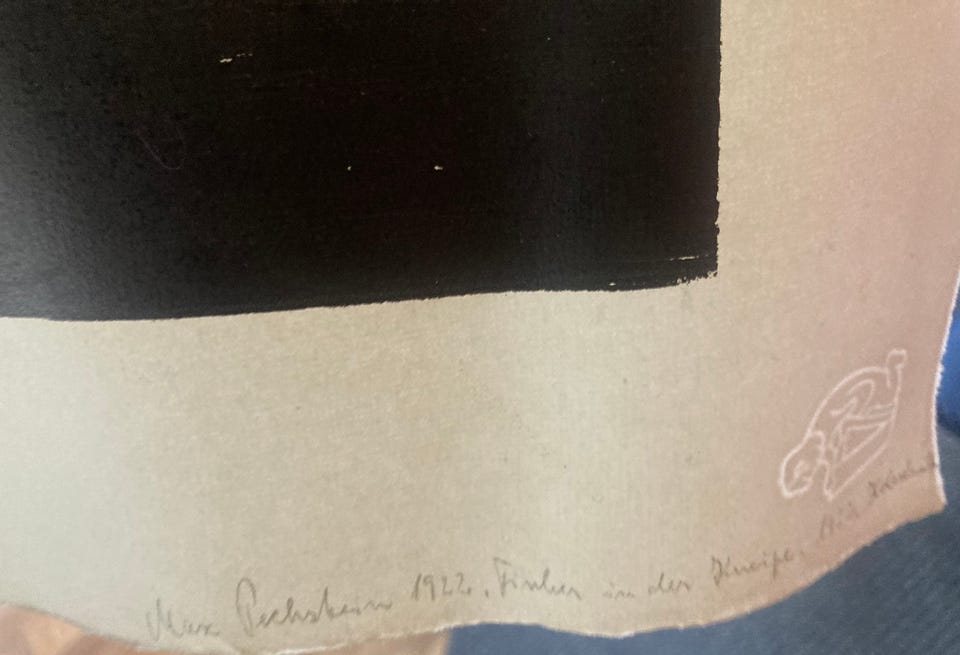 Max Pechstein 1922. Fischer in der Kneipe.